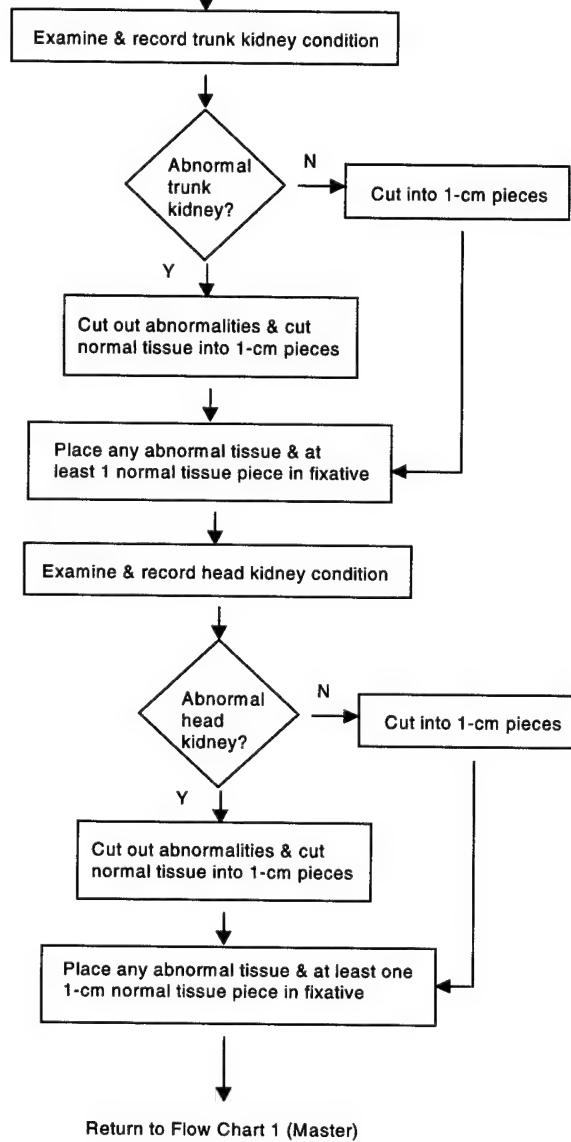 Examine & record trunk kidney condition
Abnormal
trunk
kidney?
N
Cut into 1-cm pieces
Y
Cut out abnormalities & cut
normal tissue into 1-cm pieces
Place any abnormal tissue & at
least 1 normal tissue piece in fixative
Examine & record head kidney condition
Abnormal
head
kidney?
N
Cut into 1-cm pieces
Y
Cut out abnormalities & cut
normal tissue into 1-cm pieces
Place any abnormal tissue & at least one
1-cm normal tissue piece in fixative
Return to Flow Chart 1 (Master)